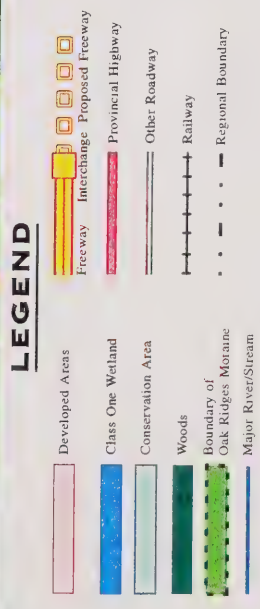 LEGEND
Developed Areas
Class One Wetland
Conservation Area
Woods
Boundary of
Oak Ridges Moraine
Major River/Stream
Freeway Interchange Proposed Freeway
Provincial Highway
Other Roadway
Railway
Regional Boundary